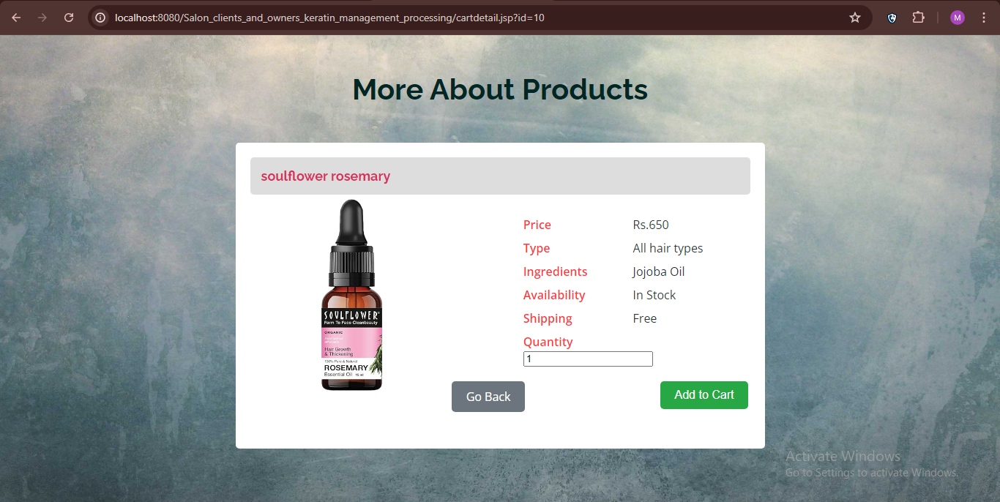 localhost:8080/Salon_clients_and_owners_keratin_management_processing/cartdetail.jsp?id=10
M
More About Products
soulflower rosemary
Price Rs.650
Type All hair types
Ingredients Jojoba Oil
Availability In Stock
Shipping Free
Quantity
1
SOULFLOWER
Farm To Face Cleanbeauty
ORGANIC
Hair Growth
& Thickening
100% Pure & Natural
ROSEMARY
Essential Oil 15 ml
Go Back
Add to Cart
Activate Windows
Go to Settings to activate Windows.